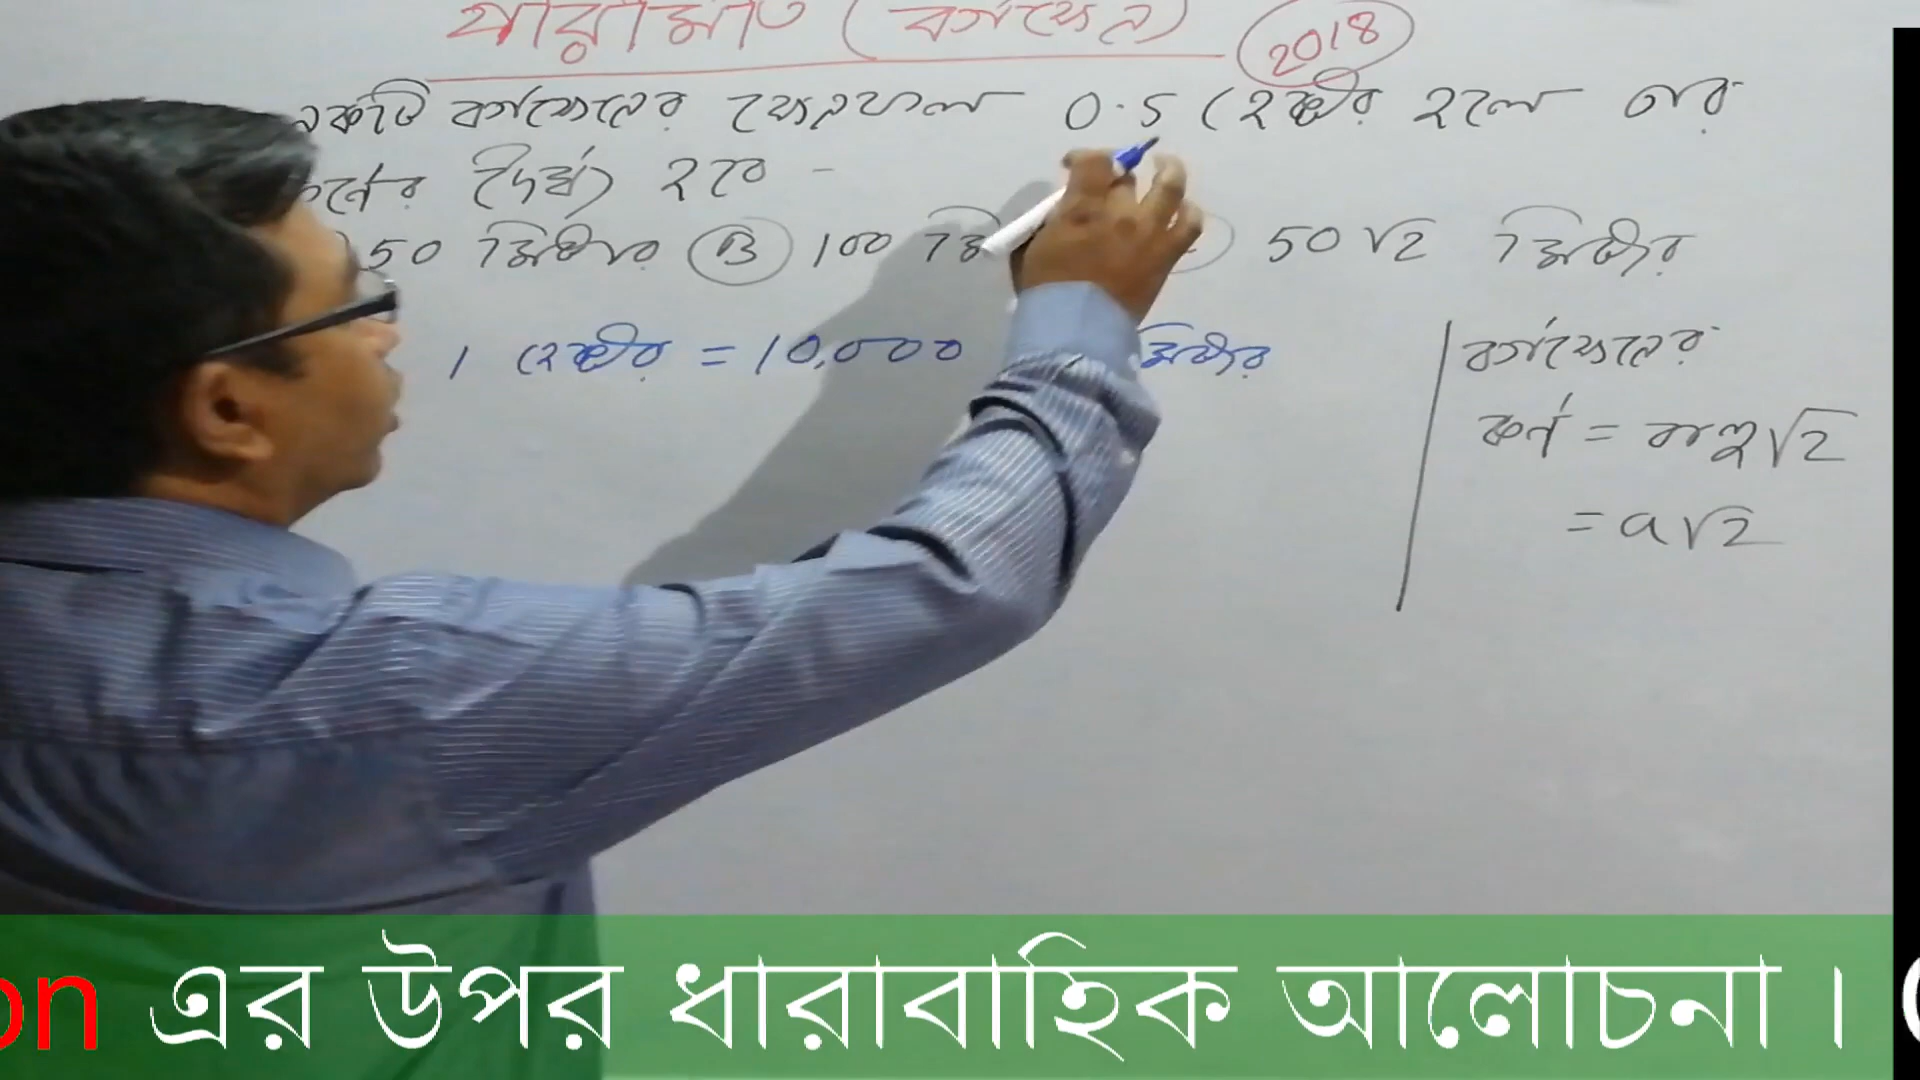 পরিমিতি (বর্গক্ষেত্র) 2018
একটি বর্গক্ষেত্রের ক্ষেত্রফল 0.5 হেক্টর হলে তার
কর্ণের দৈর্ঘ্য হবে -
50 মিটার B 100 মি 50√2 মিটার
1 হেক্টর = 10,000 মিটার
বর্গক্ষেত্রের
কর্ণ = বাহু√2
= a√2
on এর উপর ধারাবাহিক আলোচনা।